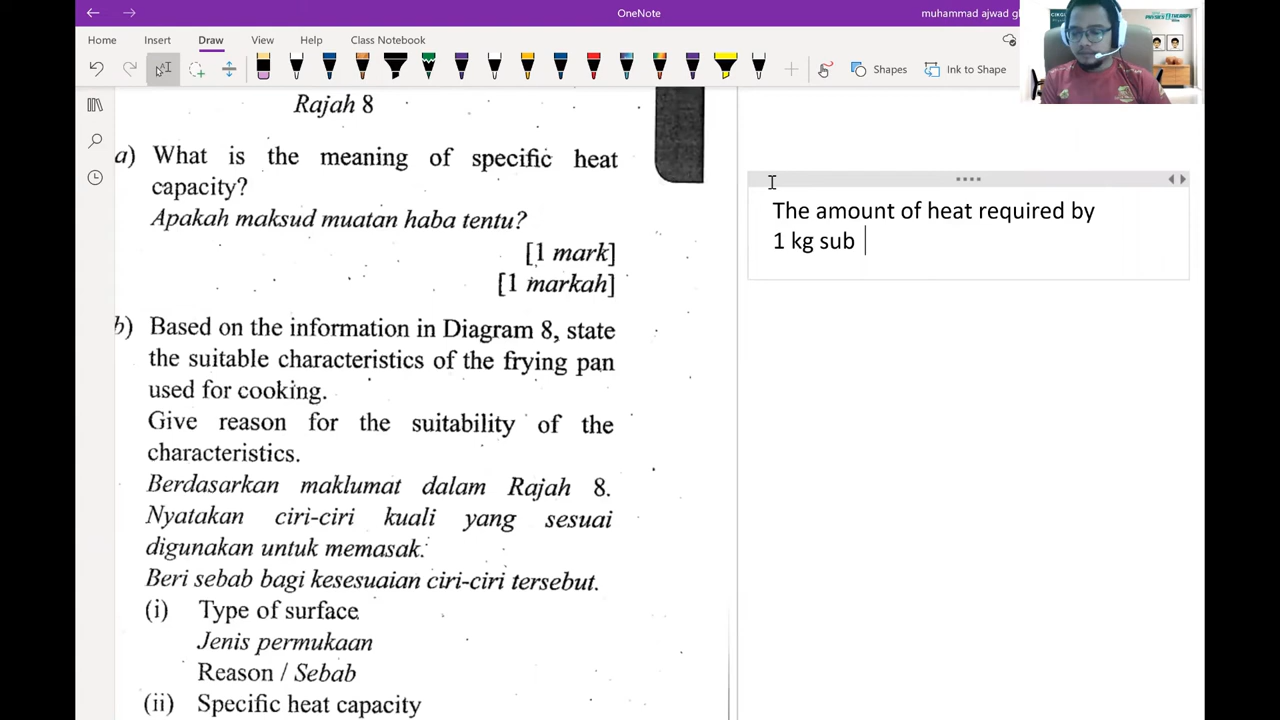 OneNote
muhammad ajwad gh
Home Insert Draw View Help Class Notebook
Shapes
Ink to Shape
PHYSICS THERAPY
Rajah 8
a) What is the meaning of specific heat
capacity?
Apakah maksud muatan haba tentu?
[1 mark]
[1 markah]
b) Based on the information in Diagram 8, state
the suitable characteristics of the frying pan
used for cooking.
Give reason for the suitability of the
characteristics.
Berdasarkan maklumat dalam Rajah 8.
Nyatakan ciri-ciri kuali yang sesuai
digunakan untuk memasak.
Beri sebab bagi kesesuaian ciri-ciri tersebut.
(i) Type of surface
Jenis permukaan
Reason / Sebab
(ii) Specific heat capacity
The amount of heat required by
1 kg sub